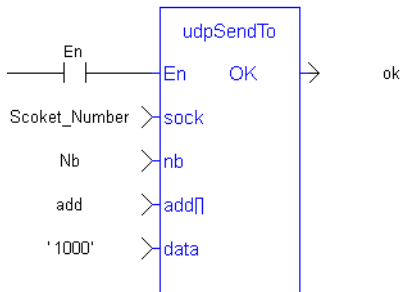 udpSendTo
En
En OK ok
Scoket_Number sock
Nb nb
add add[]
'1000' data